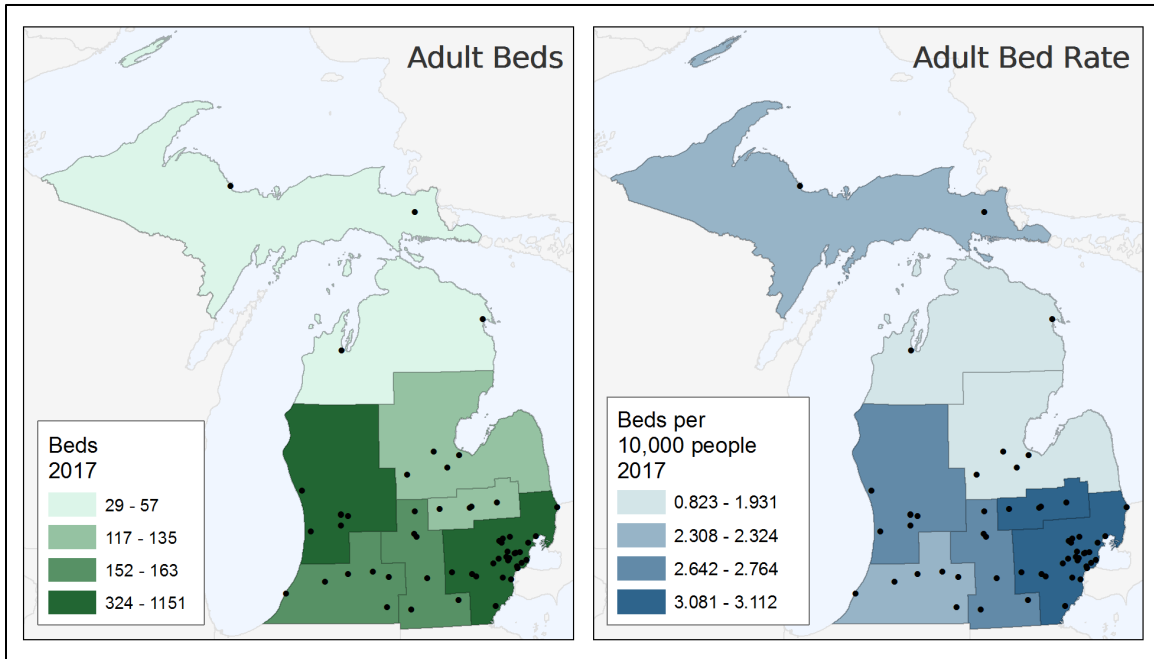 Adult Beds
Beds
2017
29 - 57
117 - 135
152 - 163
324 - 1151
Adult Bed Rate
Beds per
10,000 people
2017
0.823 - 1.931
2.308 - 2.324
2.642 - 2.764
3.081 - 3.112